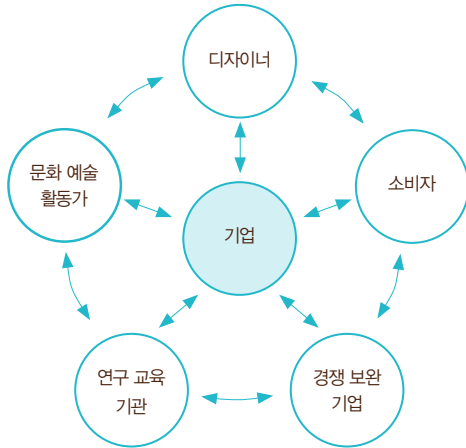 디자이너
문화 예술
활동가
소비자
기업
연구 교육
기관
경쟁 보완
기업